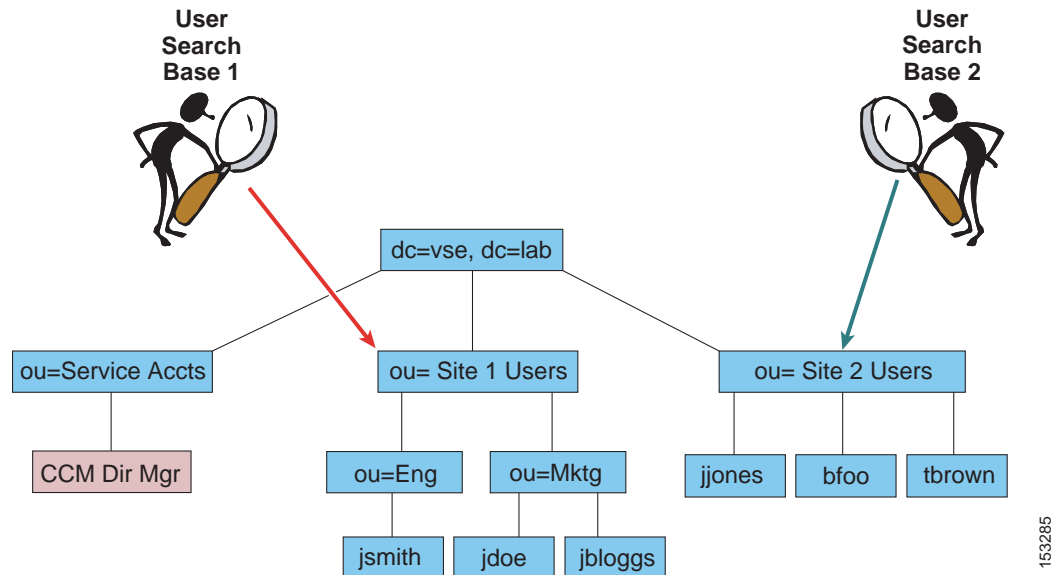 User
Search
Base 1
User
Search
Base 2
dc=vse, dc=lab
ou=Service Accts
ou= Site 1 Users
ou= Site 2 Users
CCM Dir Mgr
ou=Eng
ou=Mktg
jjones
bfoo
tbrown
jsmith
jdoe
jbloggs
153285